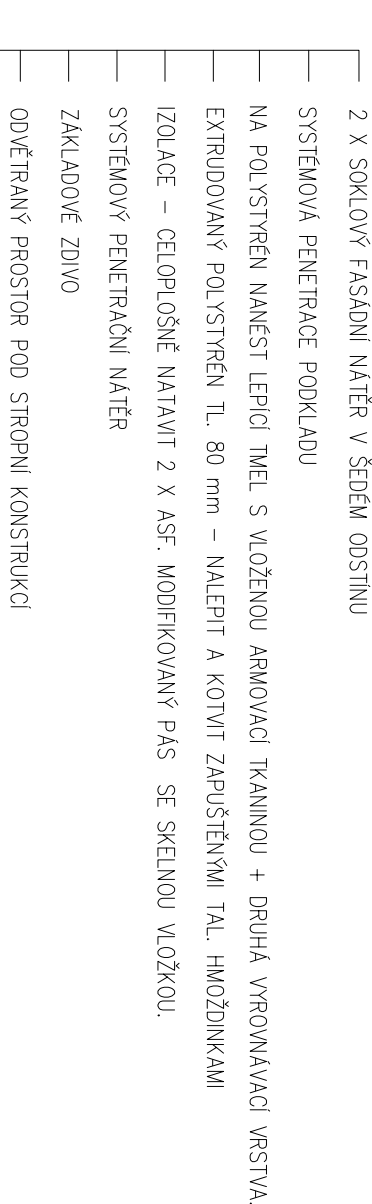 2 X SOKLOVÝ FASÁDNÍ NÁTĚR V ŠEDÉM ODSTÍNU
SYSTÉMOVÁ PENETRACE PODKLADU
NA POLYSTYRÉN NANÉST LEPÍCÍ TMEL S VLOŽENOU ARMOVACÍ TKANINOU + DRUHÁ VYROVNÁVACÍ VRSTVA.
EXTRUDOVANÝ POLYSTYRÉN TL. 80 mm – NALEPIT A KOTVIT ZAPUŠTĚNÝMI TAL. HMOŽDINKAMI
IZOLACE – CELOPLOŠNĚ NATAVIT 2 X ASF. MODIFIKOVANÝ PÁS SE SKELNOU VLOŽKOU.
SYSTÉMOVÝ PENETRAČNÍ NÁTĚR
ZÁKLADOVÉ ZDIVO
ODVĚTRANÝ PROSTOR POD STROPNÍ KONSTRUKCÍ